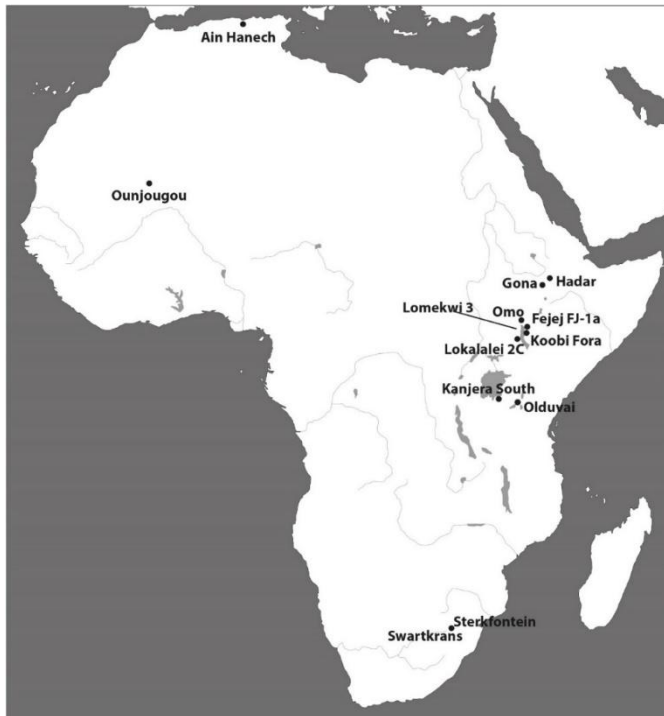 Ain Hanech
Ounjougou
Gona
Hadar
Lomekwi 3
Omo
Fejej FJ-1a
Koobi Fora
Lokalalei 2C
Kanjera South
Olduvai
Sterkfontein
Swartkrans